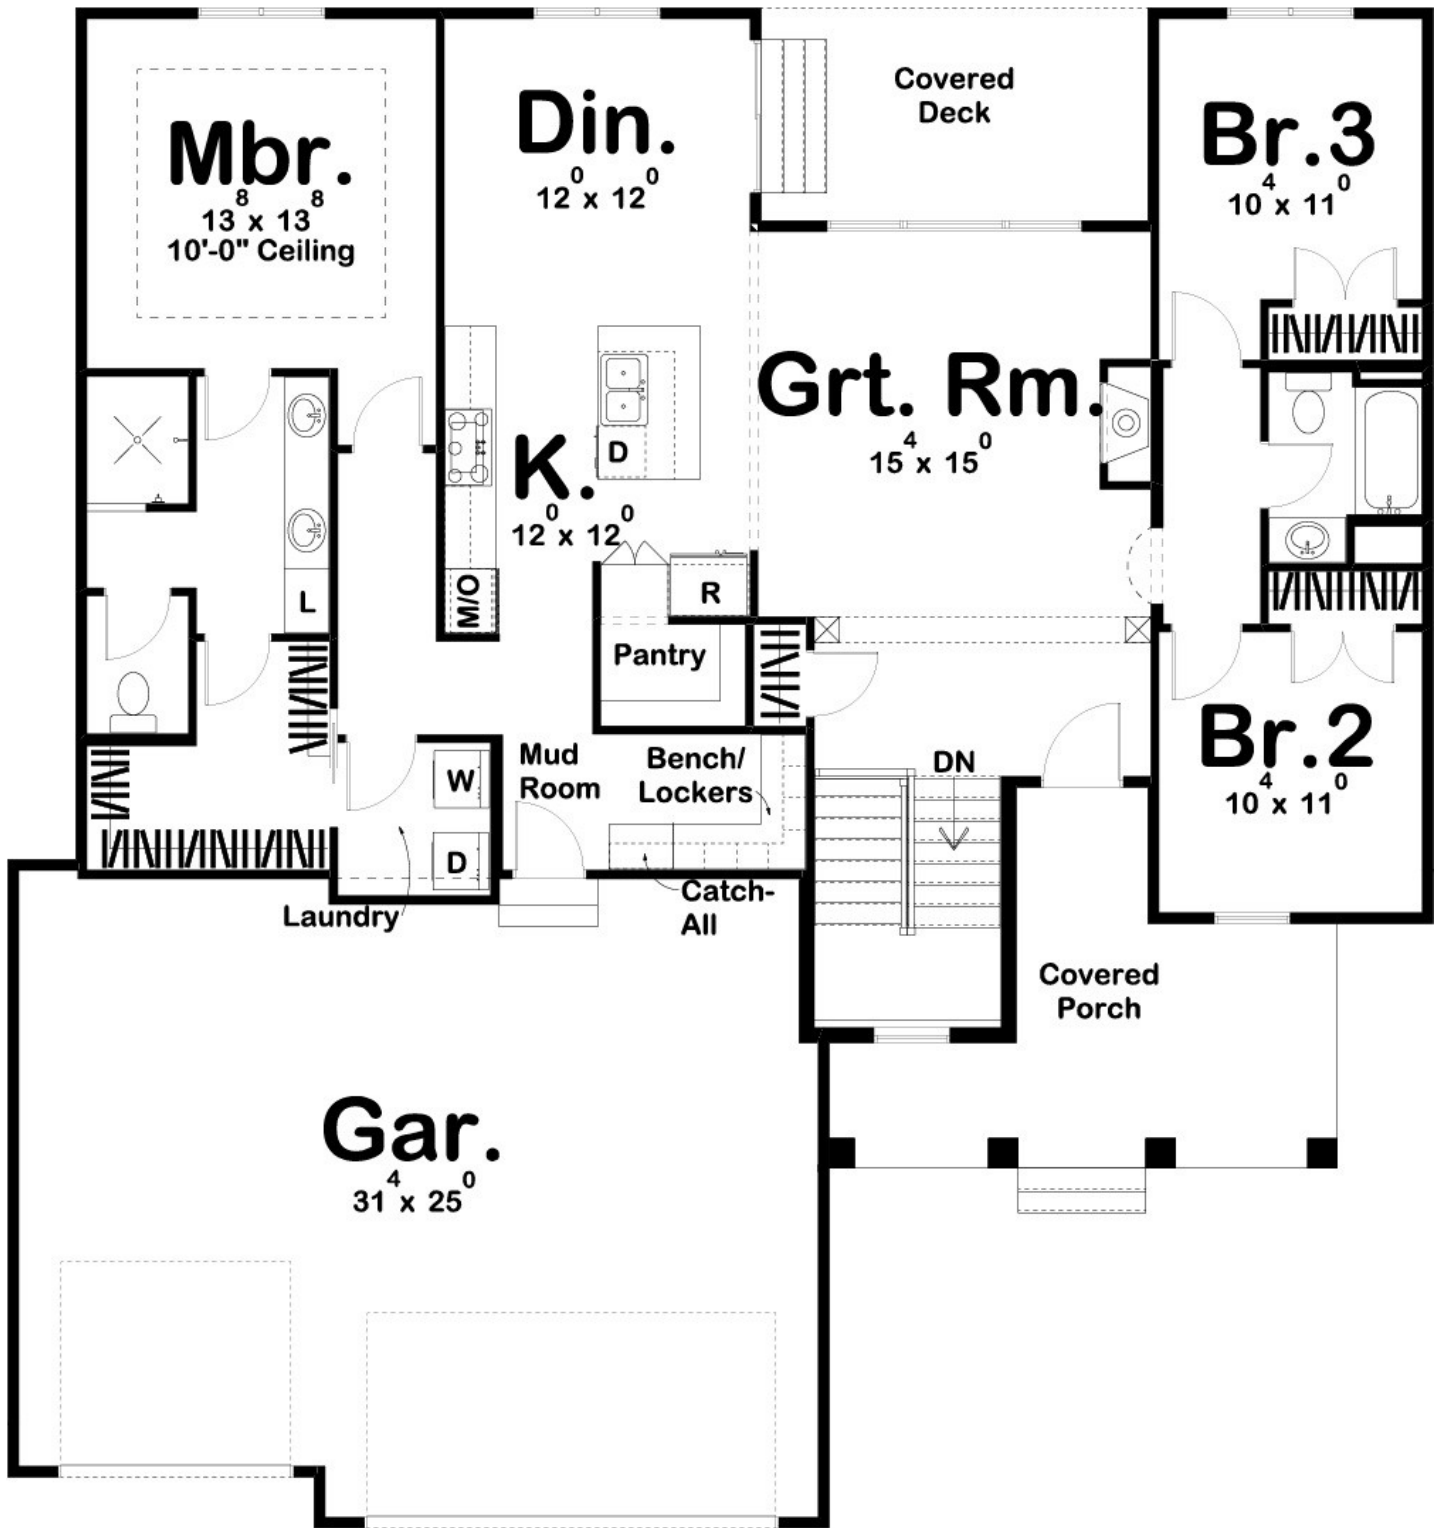 Mbr.
13⁸ x 13⁸
10'-0" Ceiling
Din.
12⁰ x 12⁰
Covered
Deck
Br.3
10⁴ x 11⁰
Grt. Rm.
15⁴ x 15⁰
K.
12⁰ x 12⁰
D
M/O
R
L
Pantry
Br.2
10⁴ x 11⁰
W
D
Laundry
Mud
Room
Bench/
Lockers
Catch-
All
DN
Covered
Porch
Gar.
31⁴ x 25⁰